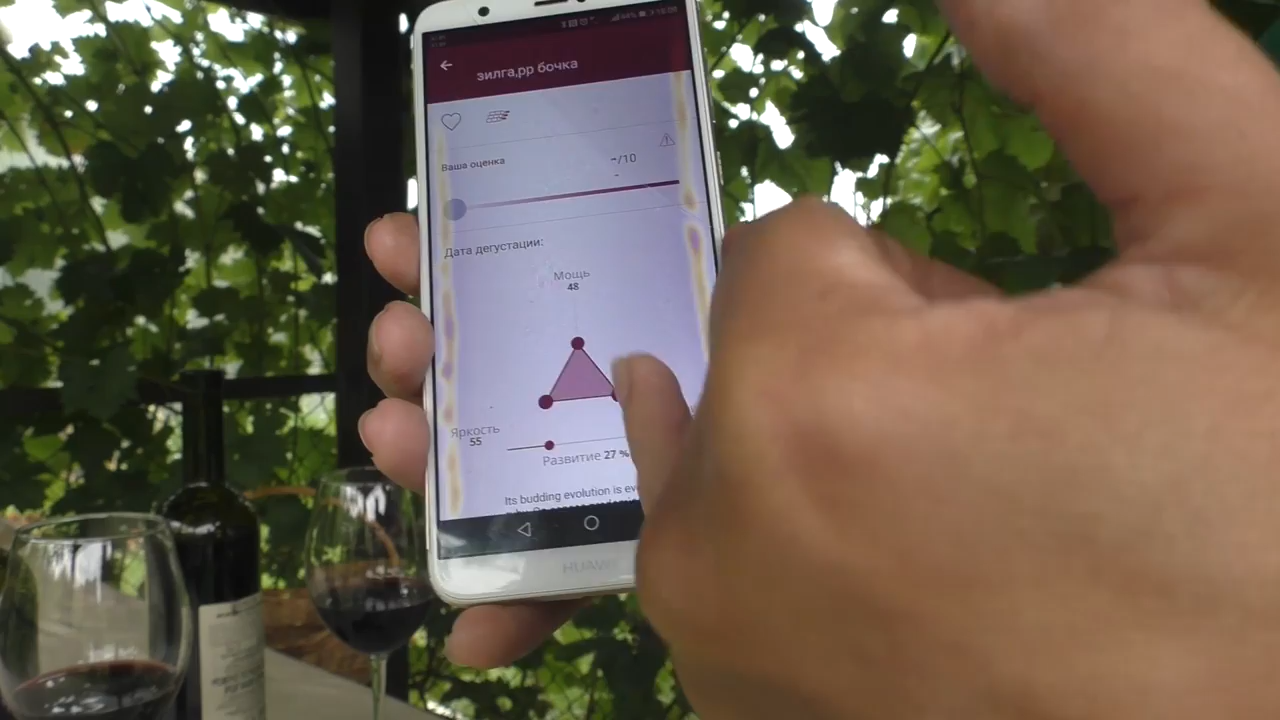 зилга,рр бочка
Ваша оценка
-/10
-
Дата дегустации:
Мощь
48
Яркость
55
Развитие 27 %
Its budding evolution is
HUAWEI